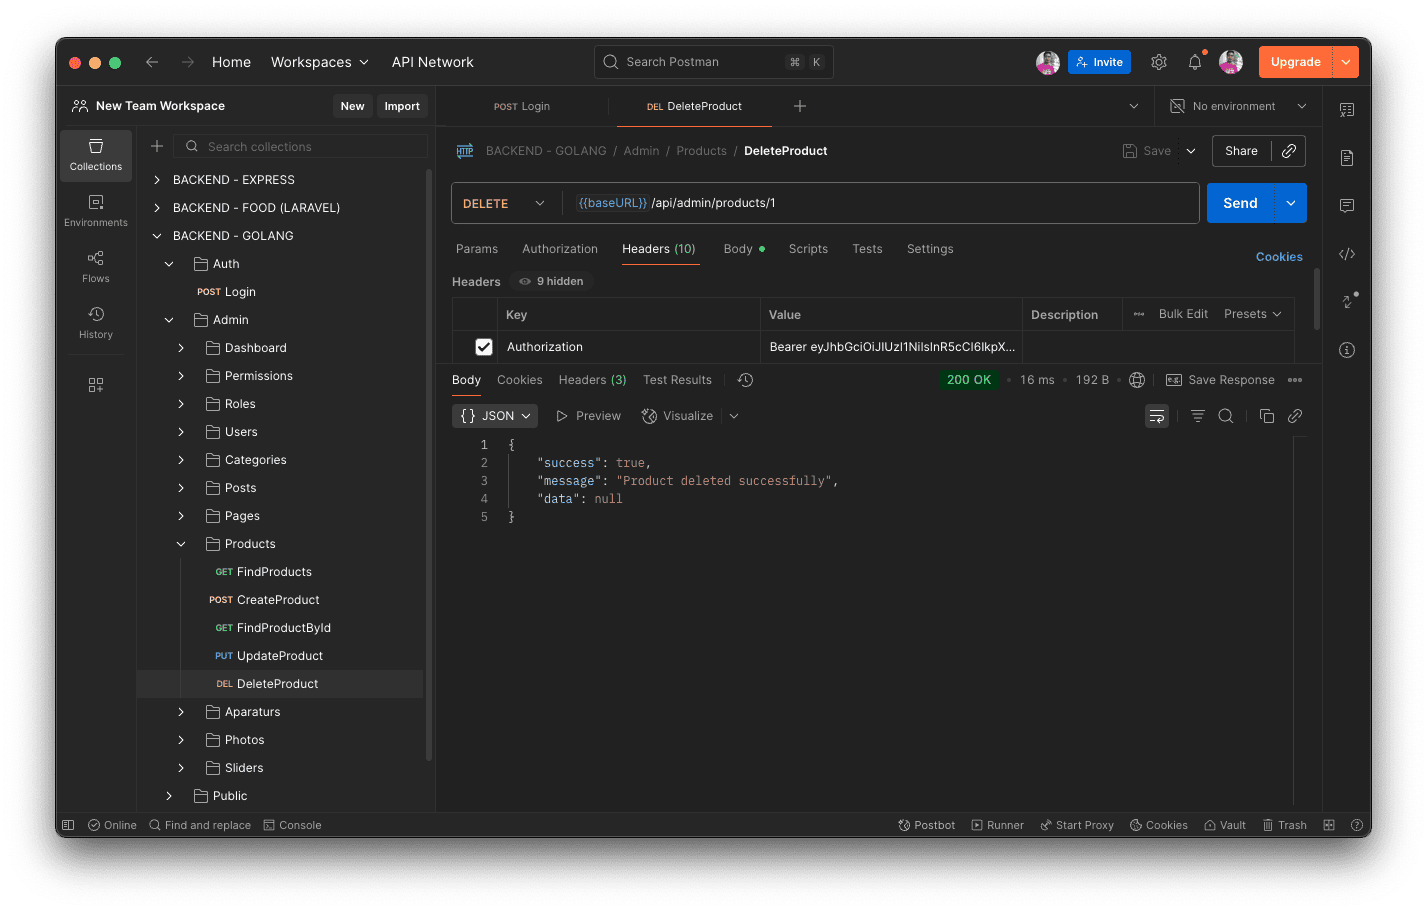 Home Workspaces API Network Search Postman ⌘ K Invite Upgrade
New Team Workspace New Import POST Login DEL DeleteProduct No environment
Collections
Environments
Flows
History
Search collections
BACKEND - EXPRESS
BACKEND - FOOD (LARAVEL)
BACKEND - GOLANG
Auth
POST Login
Admin
Dashboard
Permissions
Roles
Users
Categories
Posts
Pages
Products
GET FindProducts
POST CreateProduct
GET FindProductById
PUT UpdateProduct
DEL DeleteProduct
Aparaturs
Photos
Sliders
Public
HTTP BACKEND - GOLANG / Admin / Products / DeleteProduct Save Share
DELETE {{baseURL}} /api/admin/products/1 Send
Params Authorization Headers (10) Body Scripts Tests Settings Cookies
Headers 9 hidden
Key Value Description Bulk Edit Presets
Authorization Bearer eyJhbGciOiJIUzI1NiIsInR5cCI6IkpX...
Body Cookies Headers (3) Test Results 200 OK 16 ms 192 B e.g. Save Response
{} JSON Preview Visualize
1 {
2 "success": true,
3 "message": "Product deleted successfully",
4 "data": null
5 }
Online Find and replace Console Postbot Runner Start Proxy Cookies Vault Trash